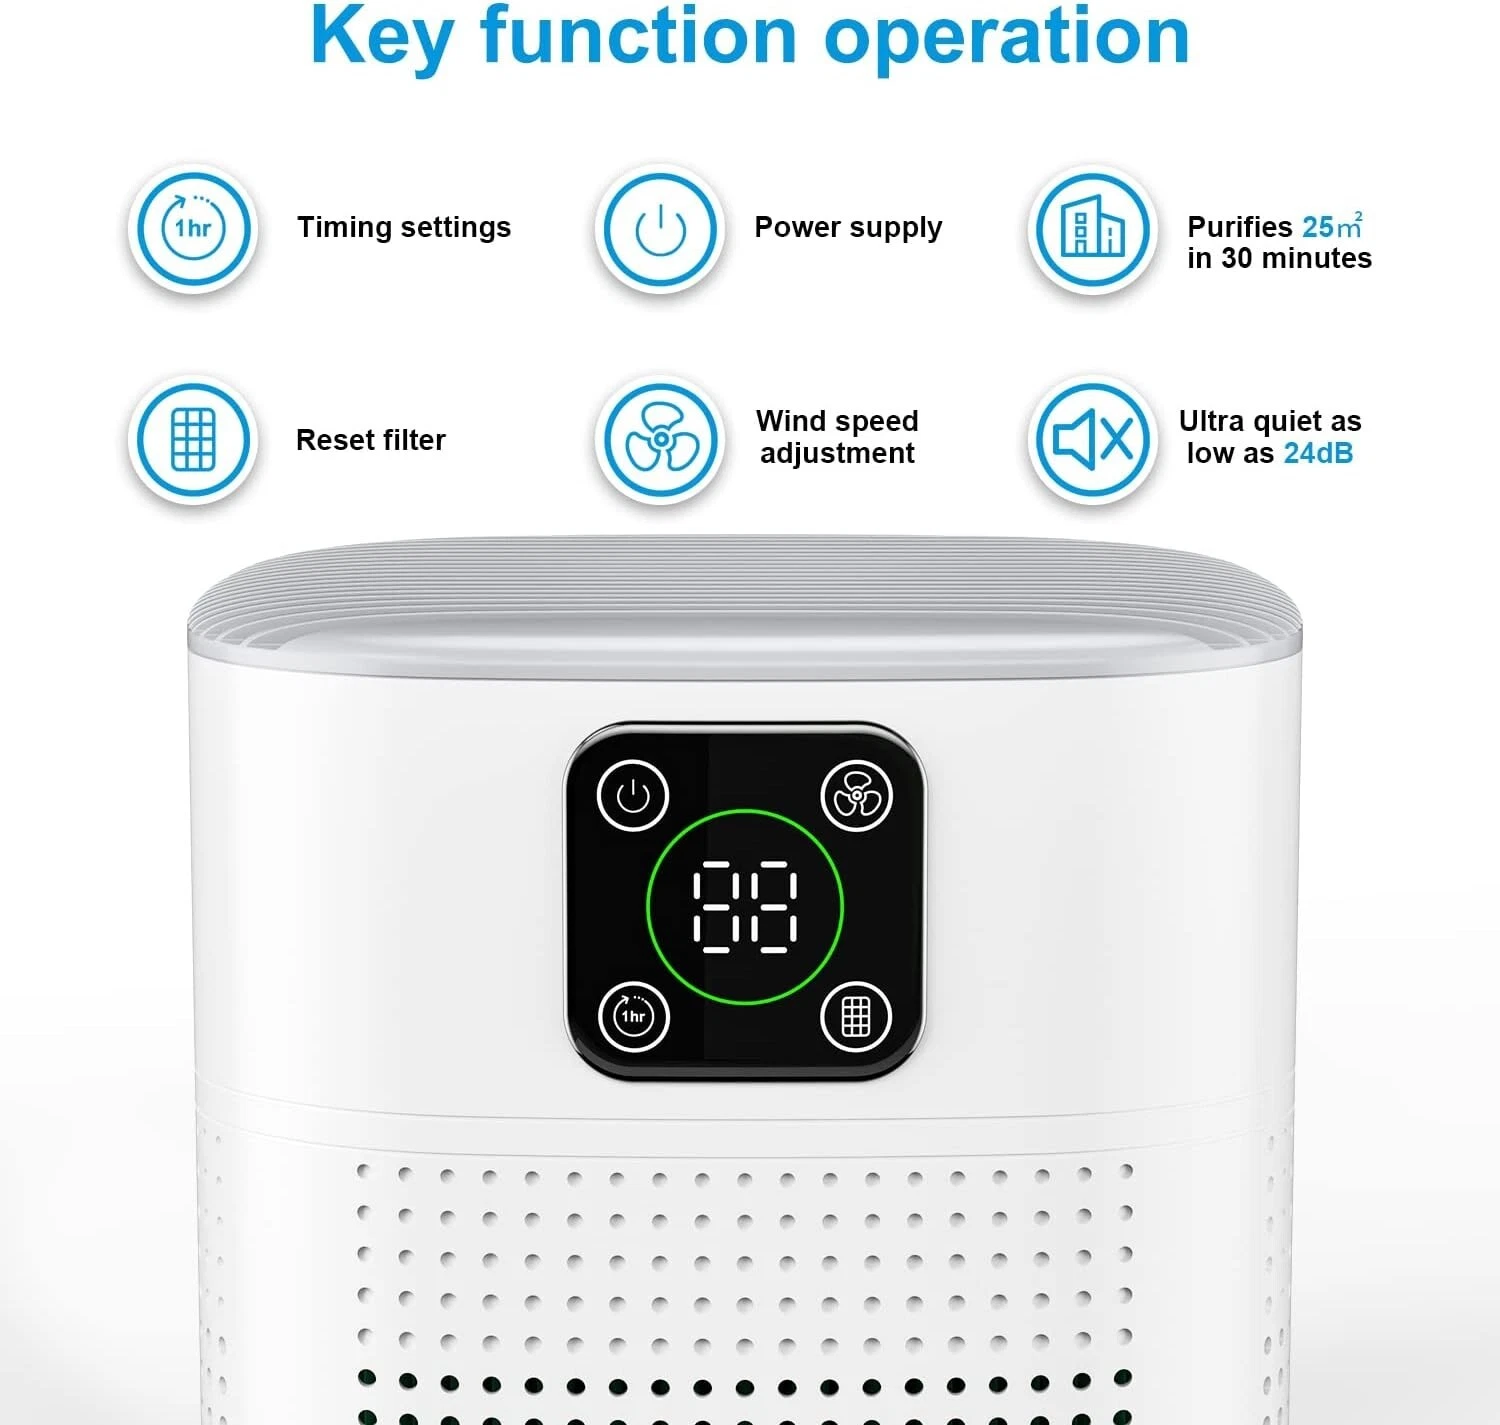 Key function operation
1hr
Timing settings
Power supply
Purifies 25㎡
in 30 minutes
Reset filter
Wind speed
adjustment
Ultra quiet as
low as 24dB
88
1hr